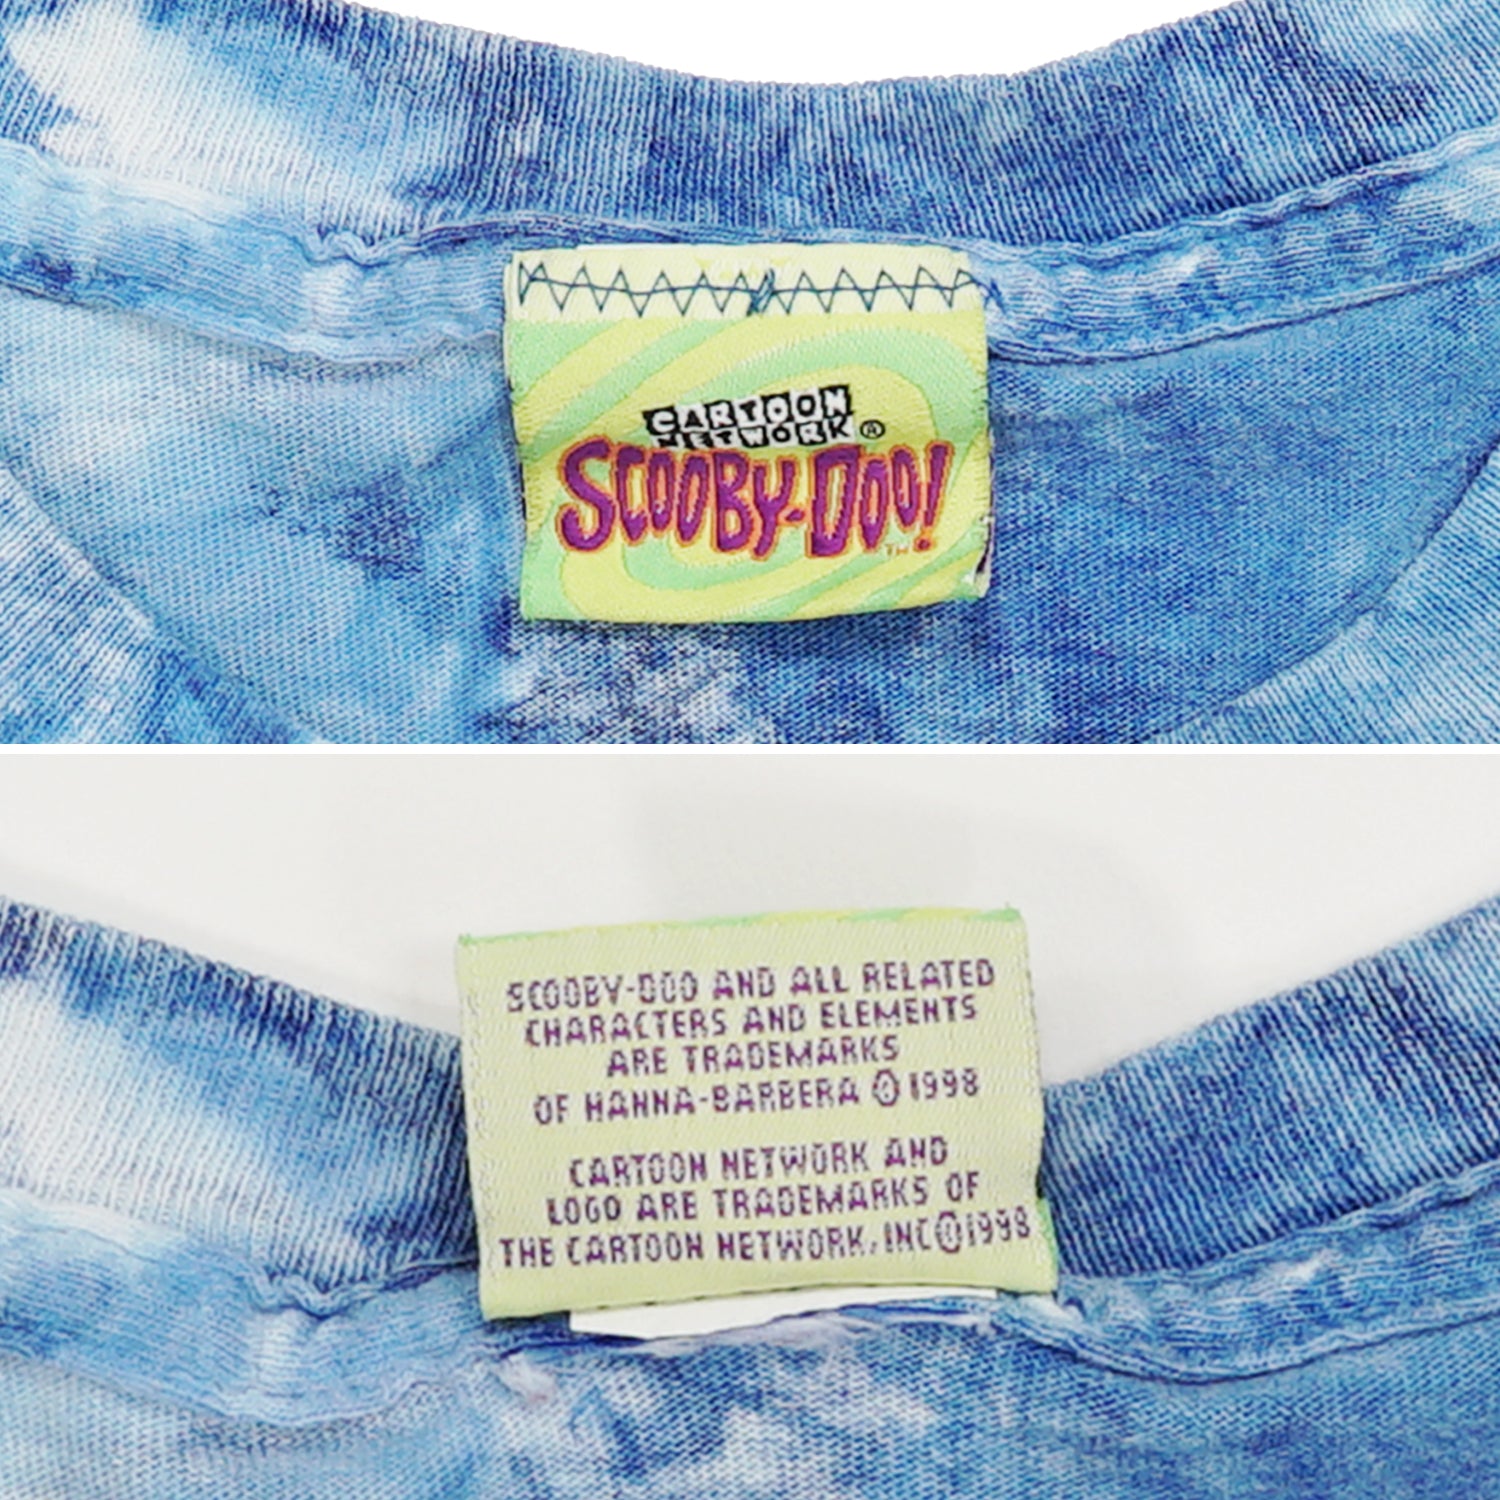 CARTOON
NETWORK®
SCOOBY-DOO!
TM
SCOOBY-DOO AND ALL RELATED
CHARACTERS AND ELEMENTS
ARE TRADEMARKS
OF HANNA-BARBERA © 1998
CARTOON NETWORK AND
LOGO ARE TRADEMARKS OF
THE CARTOON NETWORK, INC©1998